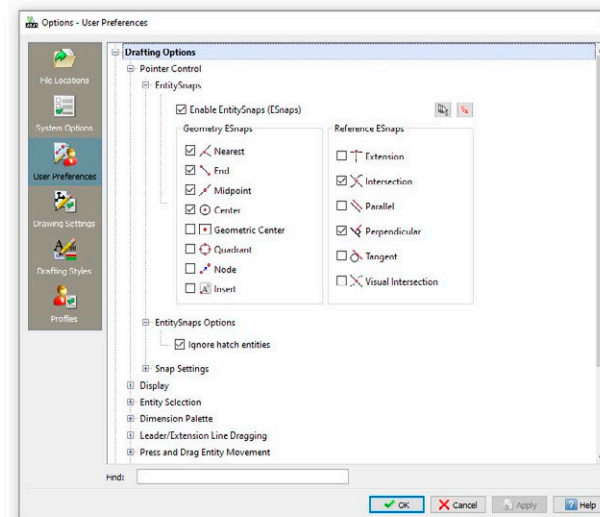 Options - User Preferences
File Locations
System Options
User Preferences
Drawing Settings
Drafting Styles
Profiles
Drafting Options
Pointer Control
EntitySnaps
Enable EntitySnaps (ESnaps)
Geometry ESnaps
Nearest
End
Midpoint
Center
Geometric Center
Quadrant
Node
Insert
Reference ESnaps
Extension
Intersection
Parallel
Perpendicular
Tangent
Visual Intersection
EntitySnaps Options
Ignore hatch entities
Snap Settings
Display
Entity Selection
Dimension Palette
Leader/Extension Line Dragging
Press and Drag Entity Movement
Find:
OK
Cancel
Apply
Help